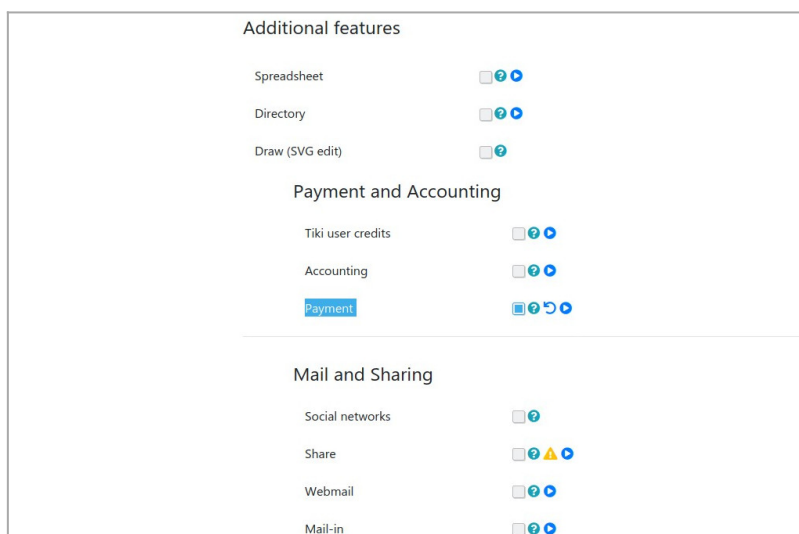 Additional features
Spreadsheet
Directory
Draw (SVG edit)
Payment and Accounting
Tiki user credits
Accounting
Payment
Mail and Sharing
Social networks
Share
Webmail
Mail-in